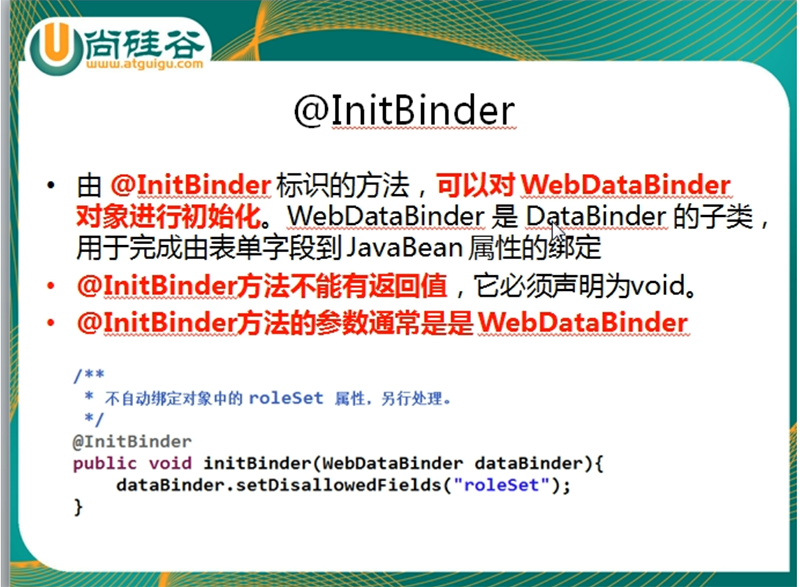 尚硅谷
www.atguigu.com
@InitBinder
• 由 @InitBinder 标识的方法，可以对 WebDataBinder
对象进行初始化。WebDataBinder 是 DataBinder 的子类，
用于完成由表单字段到 JavaBean 属性的绑定
• @InitBinder方法不能有返回值，它必须声明为void。
• @InitBinder方法的参数通常是是 WebDataBinder
/**
 * 不自动绑定对象中的 roleSet 属性，另行处理。
 */
@InitBinder
public void initBinder(WebDataBinder dataBinder){
    dataBinder.setDisallowedFields("roleSet");
}